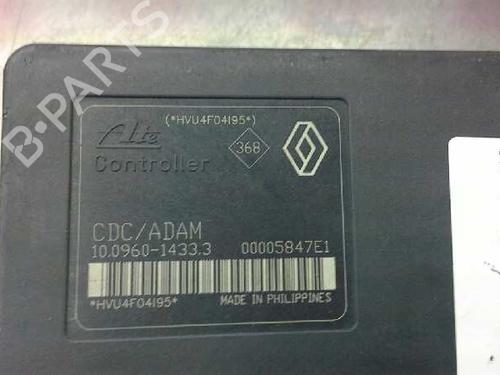 B-PARTS
(*HVU4F04I95*)
Ate
368
Controller
CDC/ADAM
10.0960-1433.3 00005847E1
*HVU4F04I95* MADE IN PHILIPPINES